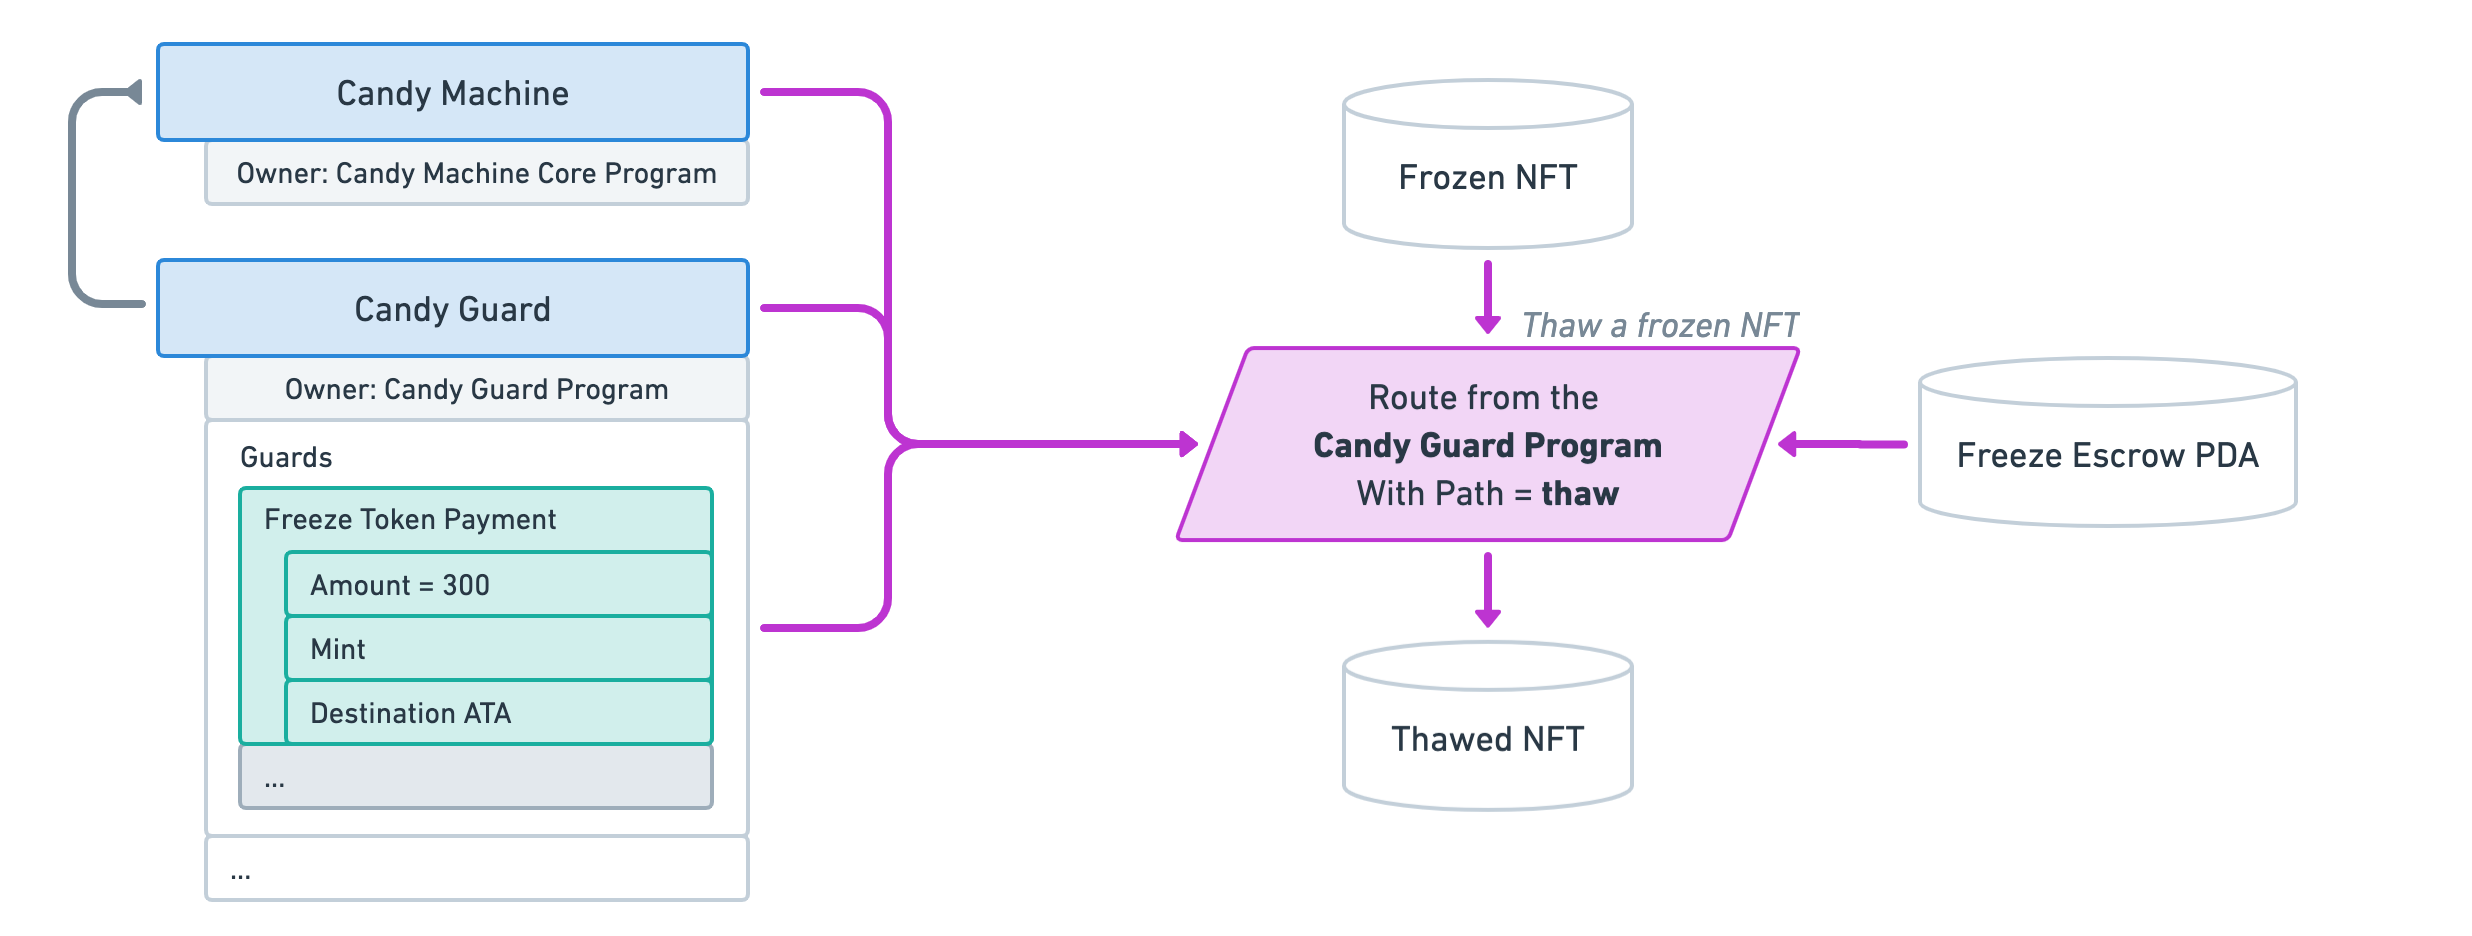 Candy Machine
Owner: Candy Machine Core Program
Candy Guard
Owner: Candy Guard Program
Guards
Freeze Token Payment
Amount = 300
Mint
Destination ATA
...
...
Frozen NFT
Thaw a frozen NFT
Route from the
Candy Guard Program
With Path = thaw
Freeze Escrow PDA
Thawed NFT